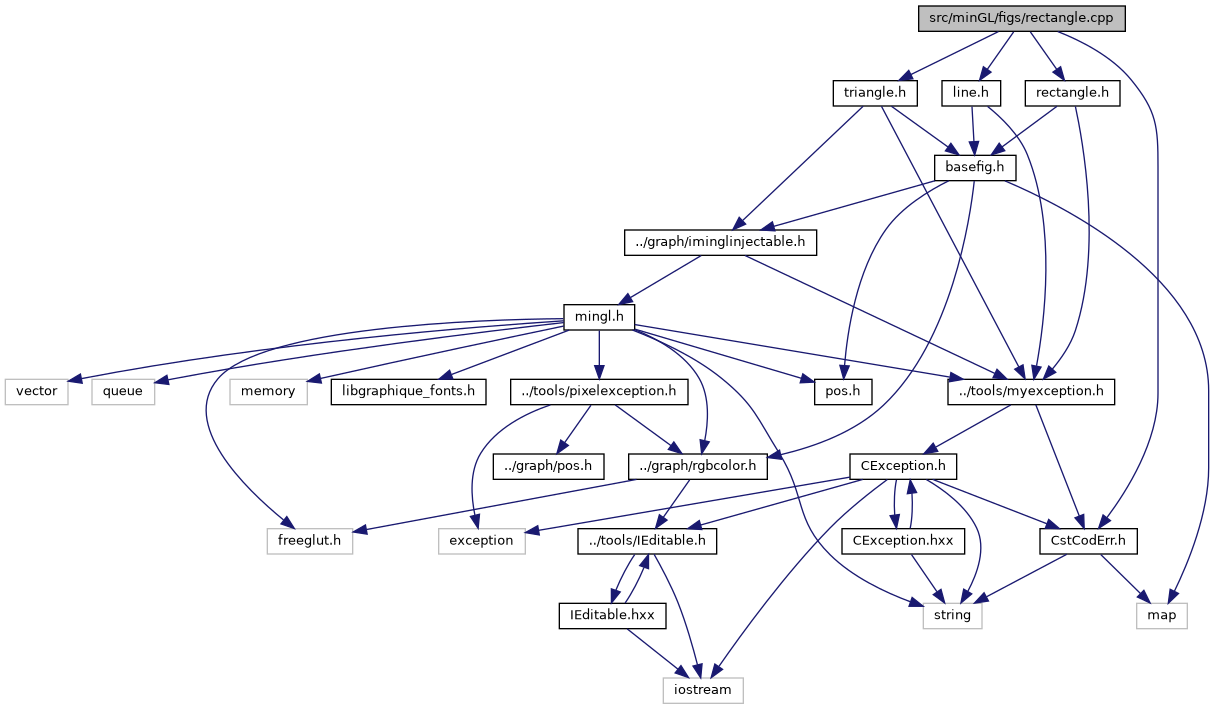 src/minGL/figs/rectangle.cpp
triangle.h
line.h
rectangle.h
basefig.h
../graph/iminglinjectable.h
mingl.h
vector
queue
memory
libgraphique_fonts.h
../tools/pixelexception.h
pos.h
../tools/myexception.h
../graph/pos.h
../graph/rgbcolor.h
CException.h
freeglut.h
exception
../tools/IEditable.h
CException.hxx
CstCodErr.h
IEditable.hxx
string
map
iostream